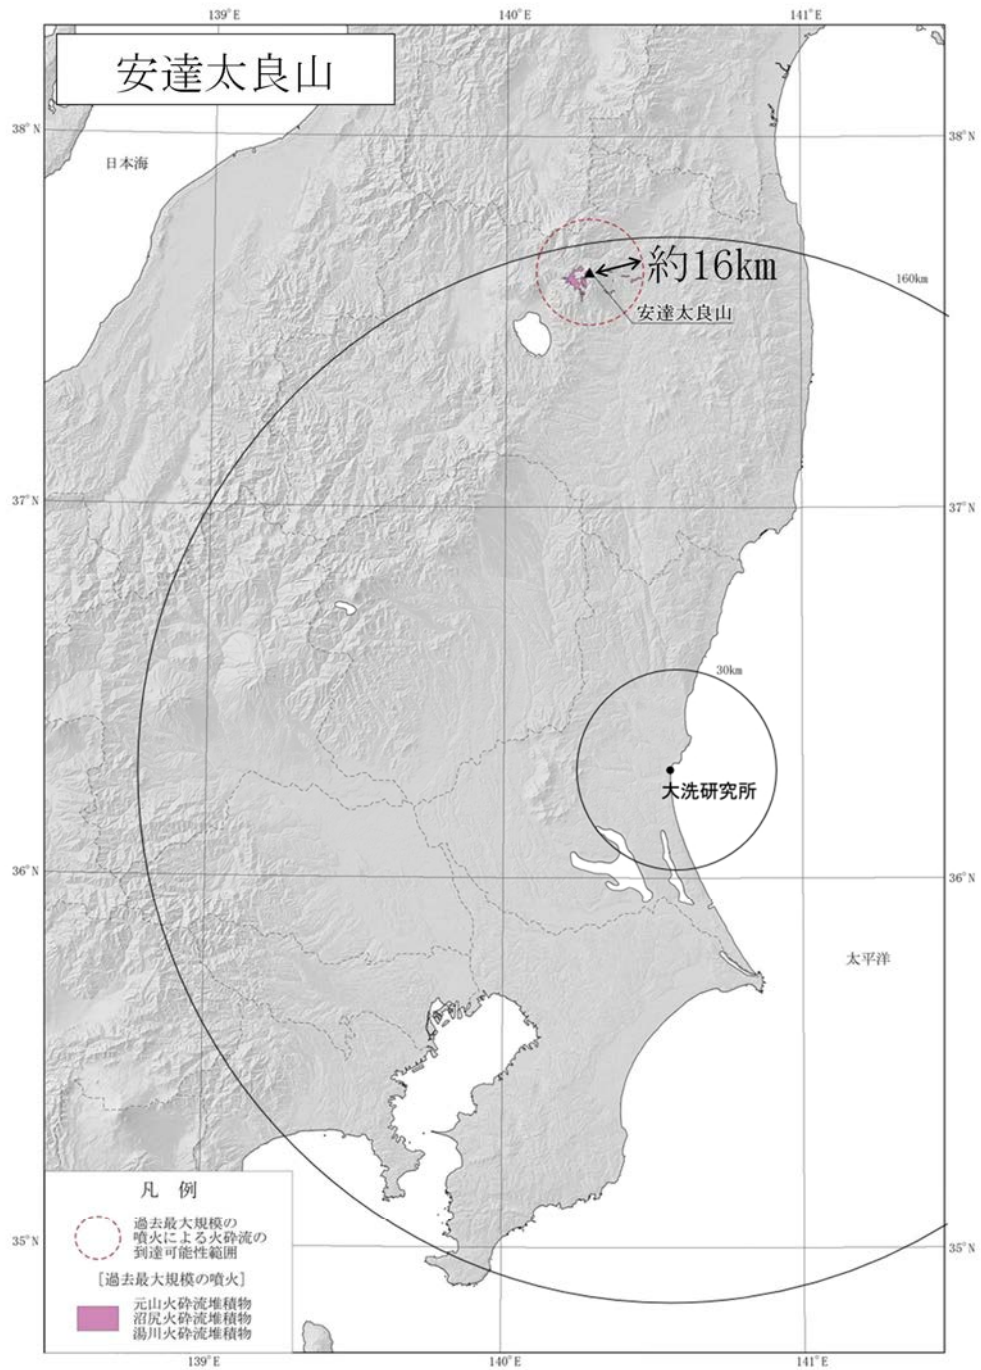 139°E
140°E
141°E
安達太良山
38°N
38°N
日本海
約16km
160km
安達太良山
37°N
37°N
30km
大洗研究所
36°N
36°N
太平洋
凡 例
過去最大規模の
噴火による火砕流の
到達可能性範囲
[過去最大規模の噴火]
元山火砕流堆積物
沼尻火砕流堆積物
湯川火砕流堆積物
35°N
35°N
139°E
140°E
141°E